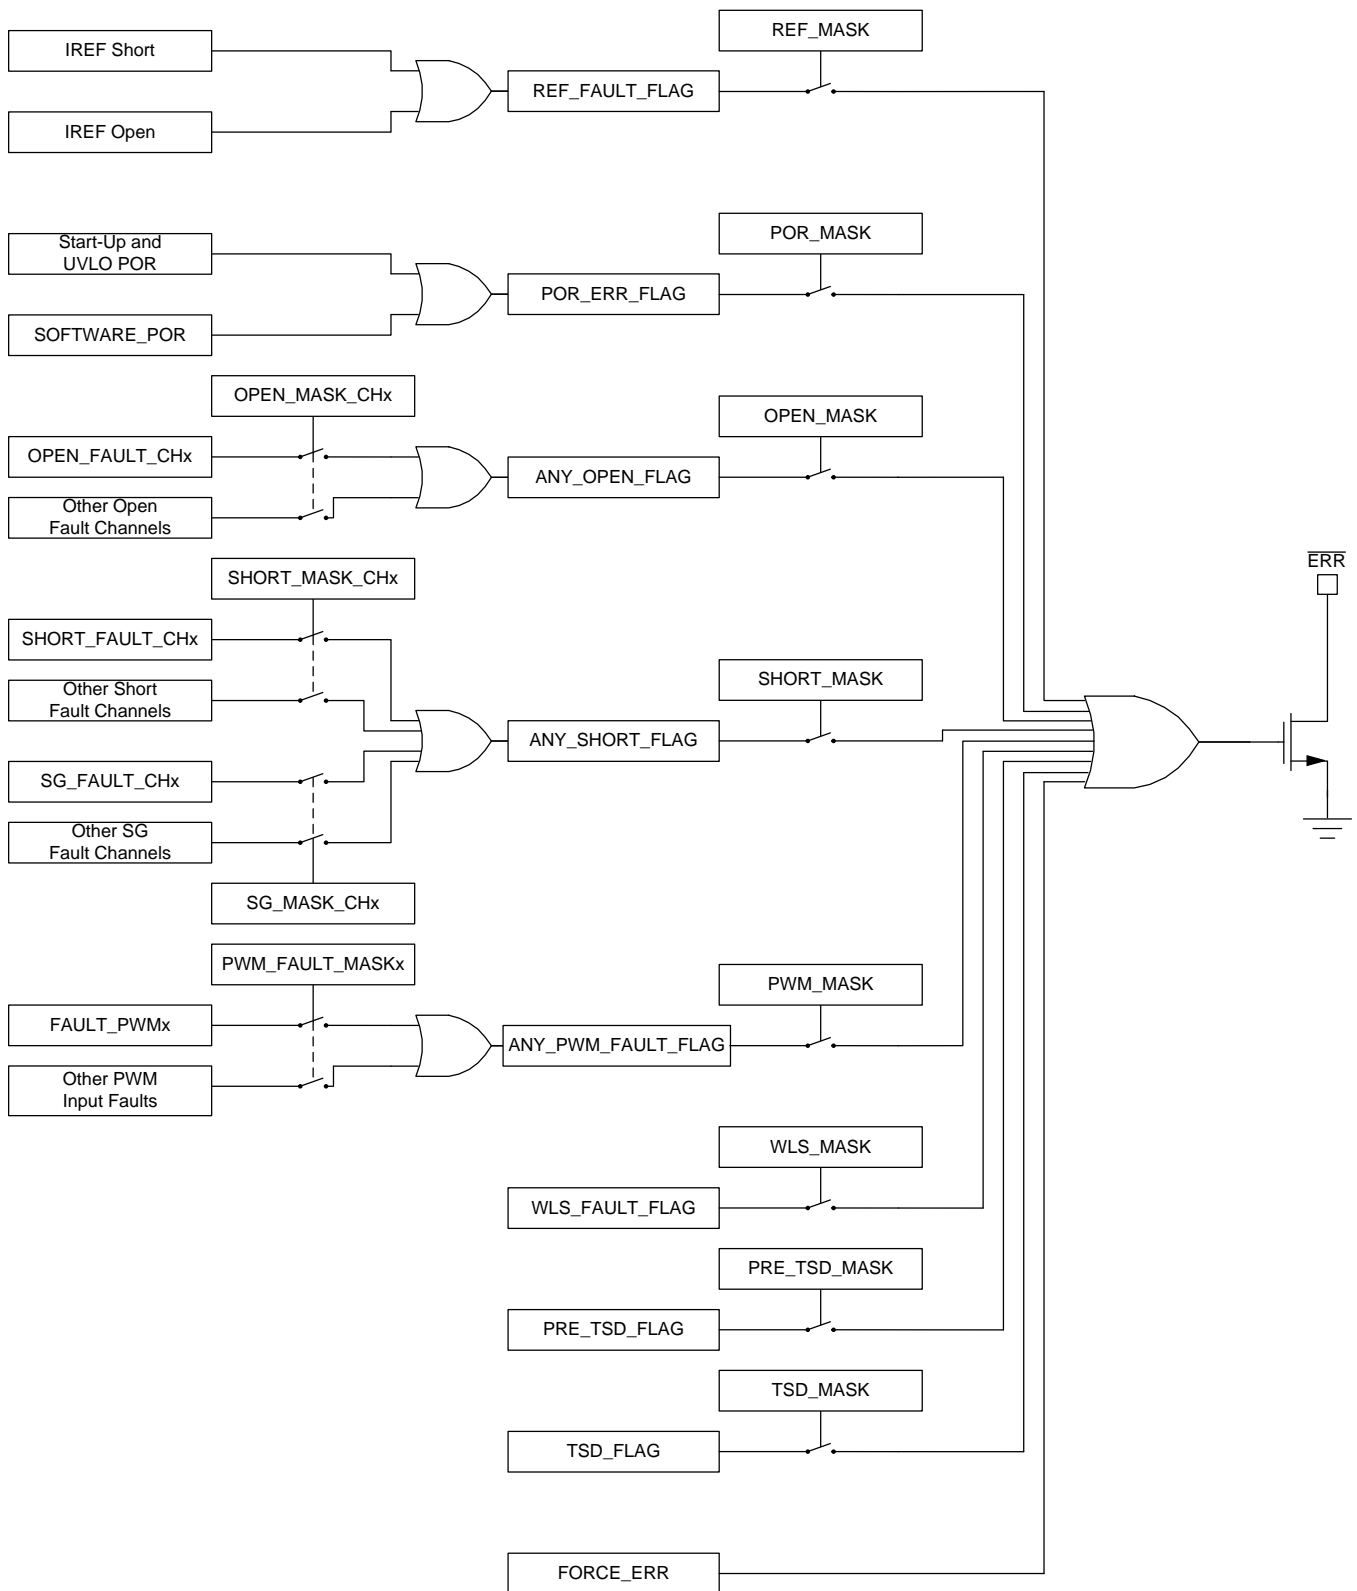 REF_MASK
IREF Short
REF_FAULT_FLAG
IREF Open
POR_MASK
Start-Up and
UVLO POR
POR_ERR_FLAG
SOFTWARE_POR
OPEN_MASK_CHx
OPEN_MASK
OPEN_FAULT_CHx
ANY_OPEN_FLAG
Other Open
Fault Channels
ERR
SHORT_MASK_CHx
SHORT_FAULT_CHx
SHORT_MASK
Other Short
Fault Channels
ANY_SHORT_FLAG
SG_FAULT_CHx
Other SG
Fault Channels
SG_MASK_CHx
PWM_FAULT_MASKx
PWM_MASK
FAULT_PWMx
ANY_PWM_FAULT_FLAG
Other PWM
Input Faults
WLS_MASK
WLS_FAULT_FLAG
PRE_TSD_MASK
PRE_TSD_FLAG
TSD_MASK
TSD_FLAG
FORCE_ERR